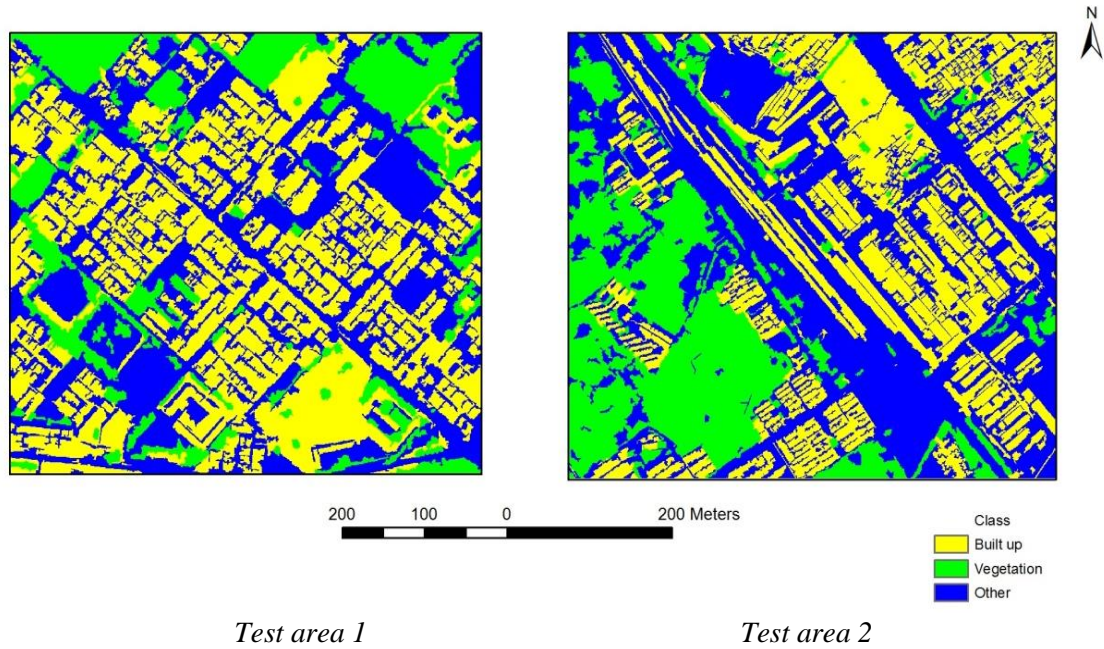 N
200 100 0 200 Meters
Class
Built up
Vegetation
Other
Test area 1 Test area 2